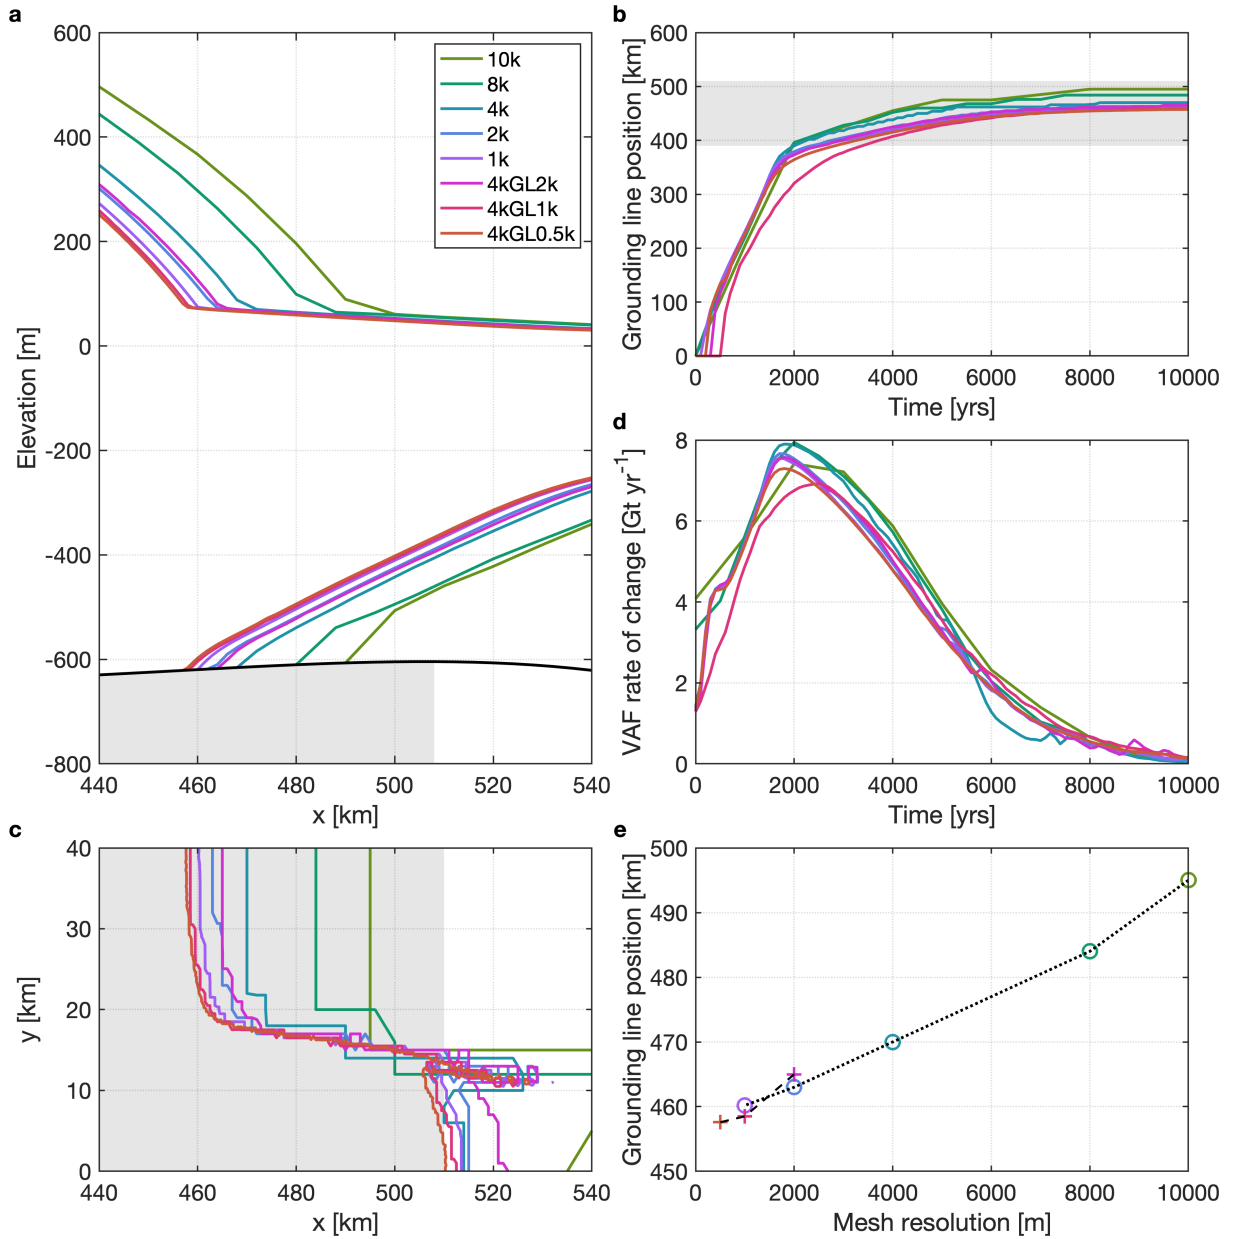 a
600
400
200
0
-200
-400
-600
-800
440
460
480
500
520
540
Elevation [m]
x [km]
10k
8k
4k
2k
1k
4kGL2k
4kGL1k
4kGL0.5k
b
600
500
400
300
200
100
0
0
2000
4000
6000
8000
10000
Grounding line position [km]
Time [yrs]
d
8
6
4
2
0
0
2000
4000
6000
8000
10000
VAF rate of change [Gt yr⁻¹]
Time [yrs]
c
40
30
20
10
0
440
460
480
500
520
540
y [km]
x [km]
e
500
490
480
470
460
450
0
2000
4000
6000
8000
10000
Grounding line position [km]
Mesh resolution [m]